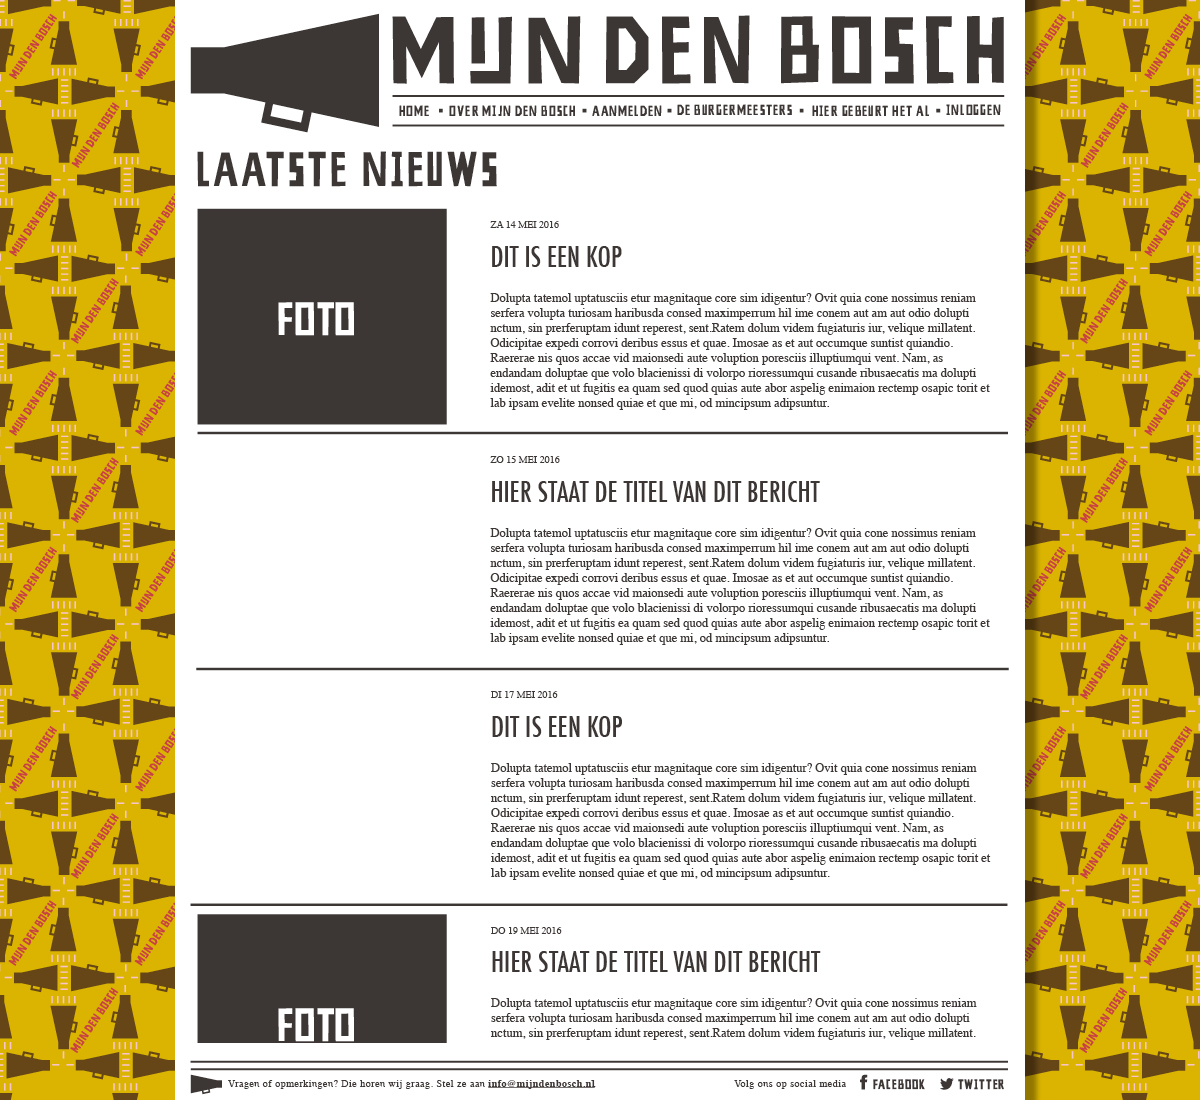 MIJN DEN BOSCH
HOME ▪ OVER MIJN DEN BOSCH ▪ AANMELDEN ▪ DE BURGERMEESTERS ▪ HIER GEBEURT HET AL ▪ INLOGGEN
LAATSTE NIEUWS
FOTO
ZA 14 MEI 2016
DIT IS EEN KOP
Dolupta tatemol uptatusciis etur magnitaque core sim idigentur? Ovit quia cone nossimus reniam
serfera volupta turiosam haribusda consed maximperrum hil ime conem aut am aut odio dolupti
nctum, sin prerferuptam idunt reperest, sent.Ratem dolum videm fugiaturis iur, velique millatent.
Odicipitae expedi corrovi deribus essus et quae. Imosae as et aut occumque suntist quiandio.
Raererae nis quos accae vid maionsedi aute voluption poresciis illuptiumqui vent. Nam, as
endandam doluptae que volo blacienissi di volorpo rioressumqui cusande ribusaecatis ma dolupti
idemost, adit et ut fugitis ea quam sed quod quias aute abor aspelig enimaion rectemp osapic torit et
lab ipsam evelite nonsed quiae et que mi, od mincipsum adipsuntur.
ZO 15 MEI 2016
HIER STAAT DE TITEL VAN DIT BERICHT
Dolupta tatemol uptatusciis etur magnitaque core sim idigentur? Ovit quia cone nossimus reniam
serfera volupta turiosam haribusda consed maximperrum hil ime conem aut am aut odio dolupti
nctum, sin prerferuptam idunt reperest, sent.Ratem dolum videm fugiaturis iur, velique millatent.
Odicipitae expedi corrovi deribus essus et quae. Imosae as et aut occumque suntist quiandio.
Raererae nis quos accae vid maionsedi aute voluption poresciis illuptiumqui vent. Nam, as
endandam doluptae que volo blacienissi di volorpo rioressumqui cusande ribusaecatis ma dolupti
idemost, adit et ut fugitis ea quam sed quod quias aute abor aspelig enimaion rectemp osapic torit et
lab ipsam evelite nonsed quiae et que mi, od mincipsum adipsuntur.
DI 17 MEI 2016
DIT IS EEN KOP
Dolupta tatemol uptatusciis etur magnitaque core sim idigentur? Ovit quia cone nossimus reniam
serfera volupta turiosam haribusda consed maximperrum hil ime conem aut am aut odio dolupti
nctum, sin prerferuptam idunt reperest, sent.Ratem dolum videm fugiaturis iur, velique millatent.
Odicipitae expedi corrovi deribus essus et quae. Imosae as et aut occumque suntist quiandio.
Raererae nis quos accae vid maionsedi aute voluption poresciis illuptiumqui vent. Nam, as
endandam doluptae que volo blacienissi di volorpo rioressumqui cusande ribusaecatis ma dolupti
idemost, adit et ut fugitis ea quam sed quod quias aute abor aspelig enimaion rectemp osapic torit et
lab ipsam evelite nonsed quiae et que mi, od mincipsum adipsuntur.
FOTO
DO 19 MEI 2016
HIER STAAT DE TITEL VAN DIT BERICHT
Dolupta tatemol uptatusciis etur magnitaque core sim idigentur? Ovit quia cone nossimus reniam
serfera volupta turiosam haribusda consed maximperrum hil ime conem aut am aut odio dolupti
nctum, sin prerferuptam idunt reperest, sent.Ratem dolum videm fugiaturis iur, velique millatent.
Vragen of opmerkingen? Die horen wij graag. Stel ze aan info@mijndenbosch.nl
Volg ons op social media FACEBOOK TWITTER